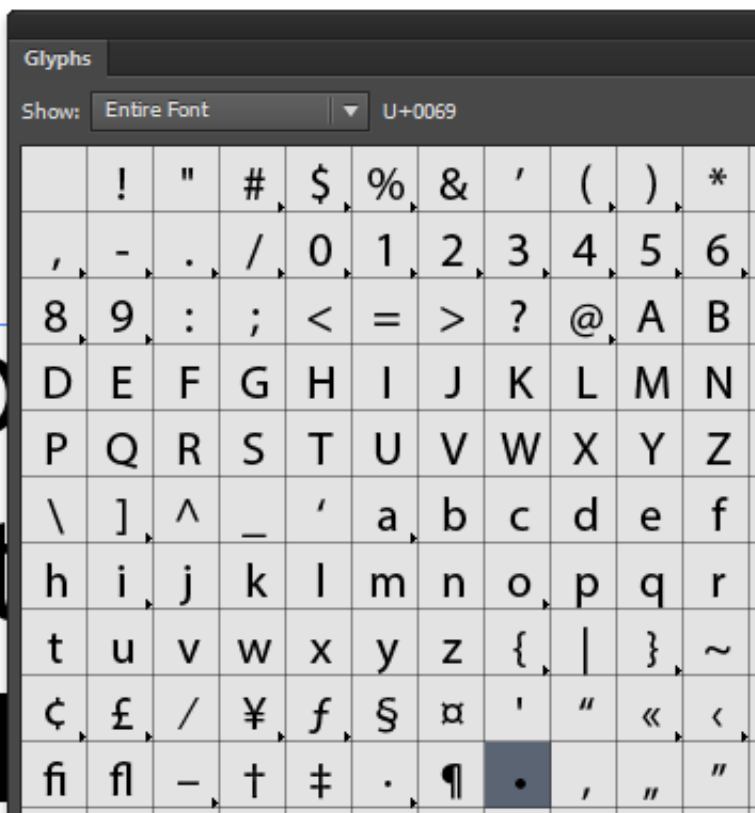 Glyphs
Show: Entire Font U+0069
! " # $ % & ’ ( ) *
, - . / 0 1 2 3 4 5 6
8 9 : ; < = > ? @ A B
D E F G H I J K L M N
P Q R S T U V W X Y Z
\ ] ^ _ ‘ a b c d e f
h i j k l m n o p q r
t u v w x y z { | } ~
¢ £ ⁄ ¥ ƒ § ¤ ' “ « ‹
fi fl – † ‡ · ¶ • ‚ „ ”